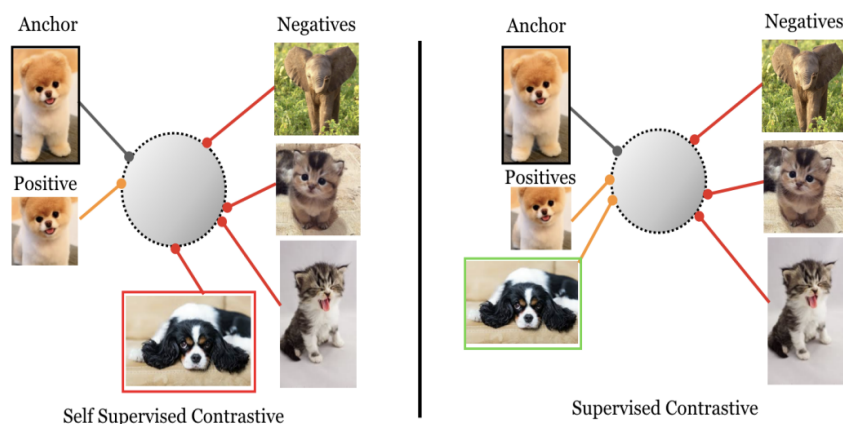 Anchor
Negatives
Positive
Self Supervised Contrastive
Anchor
Negatives
Positives
Supervised Contrastive